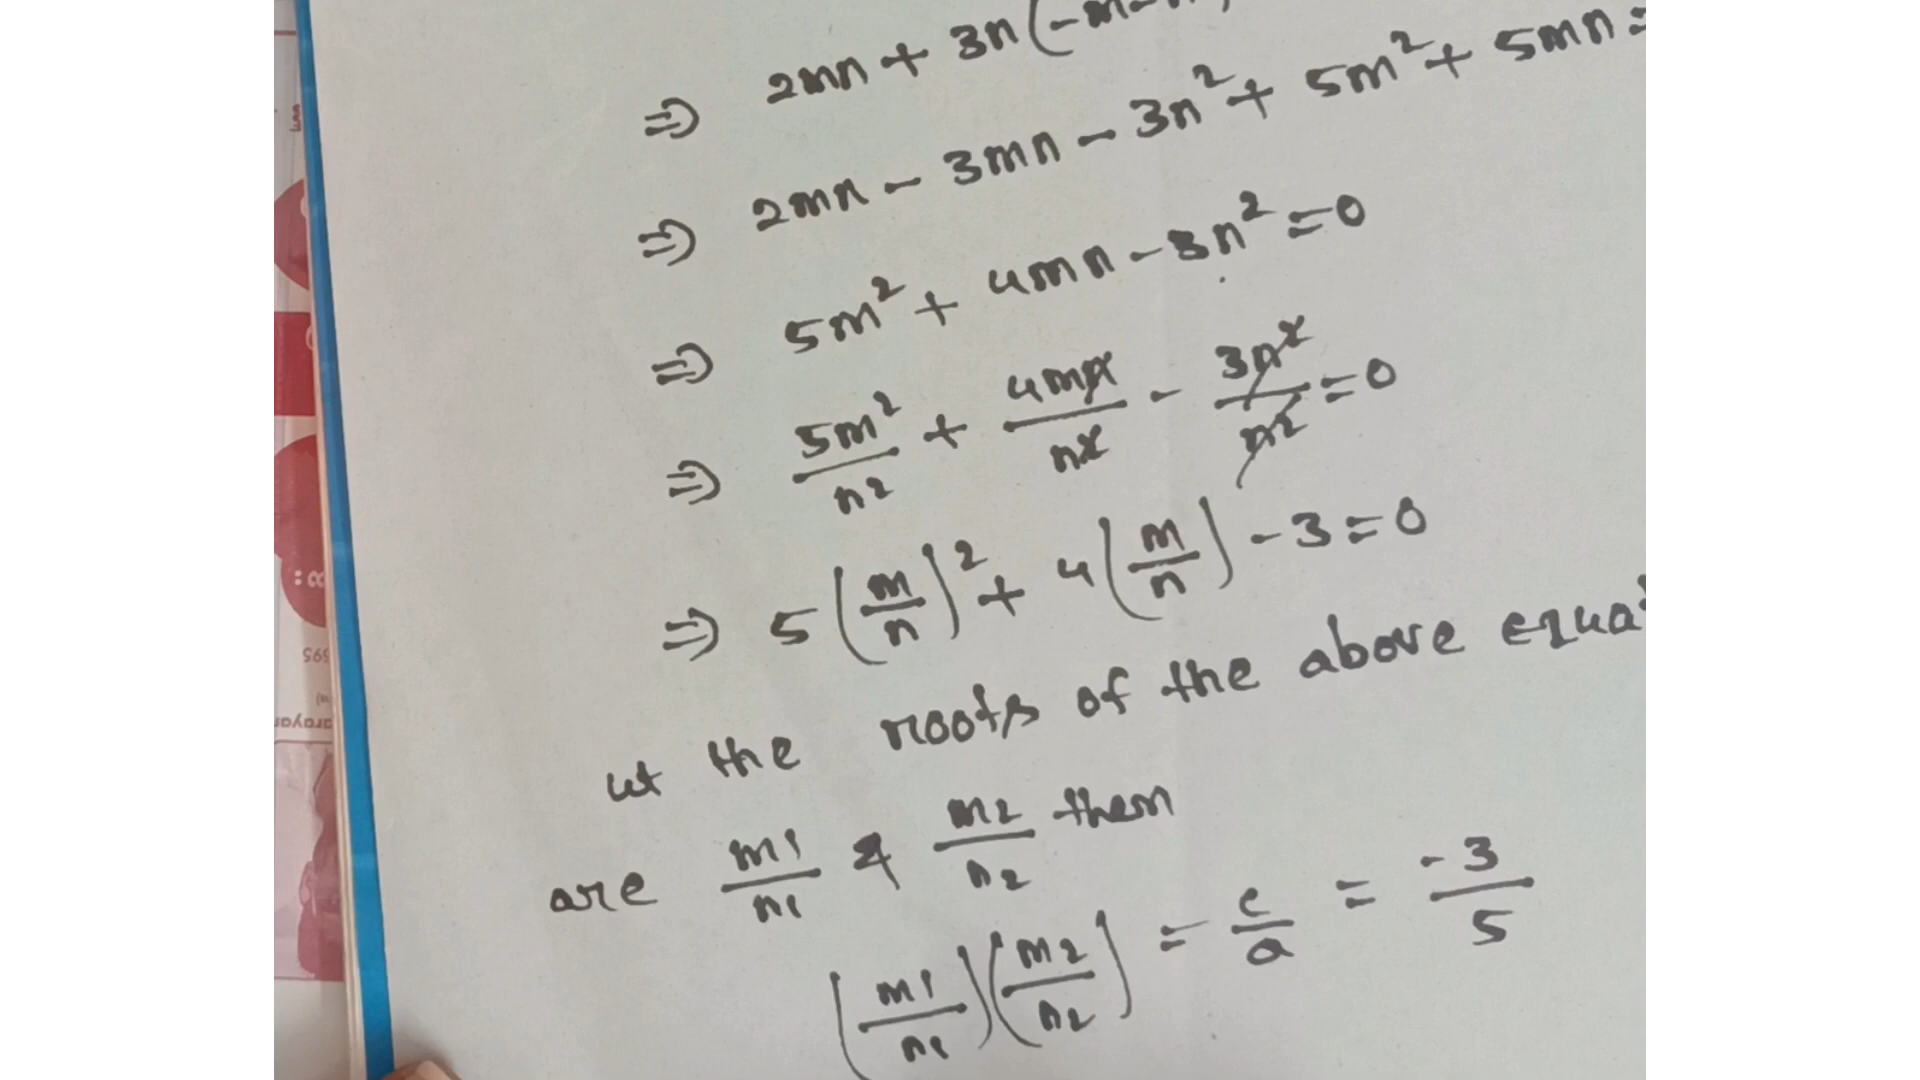 ⇒ 2mn + 3n(-m-n)
⇒ 2mn - 3mn - 3n² + 5m² + 5mn =
⇒ 5m² + 4mn - 3n² = 0
⇒ 5m²/n² + 4mn/n² - 3n²/n² = 0
⇒ 5(m/n)² + 4(m/n) - 3 = 0
let the roots of the above equa
are m1/n1 & m2/n2 then
(m1/n1)(m2/n2) = c/a = -3/5